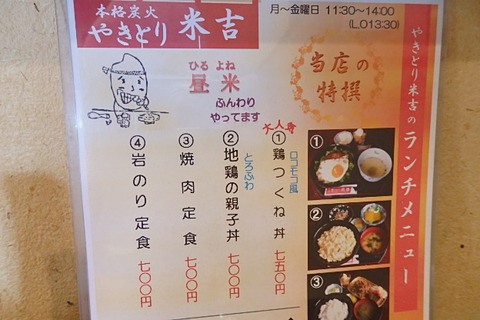 本格炭火
やきとり 米吉
月～金曜日 11:30～14:00
(L.O13:30)
やきとり米吉の
ランチメニュー
当店の
特撰
ひる よね
昼 米
ふんわり
やってます
大人気
① 鶏つくね丼 七五〇円
ロコモコ風
② 地鶏の親子丼 七〇〇円
とろふわ
③ 焼肉定食 七〇〇円
④ 岩のり定食 七〇〇円
①
②
③